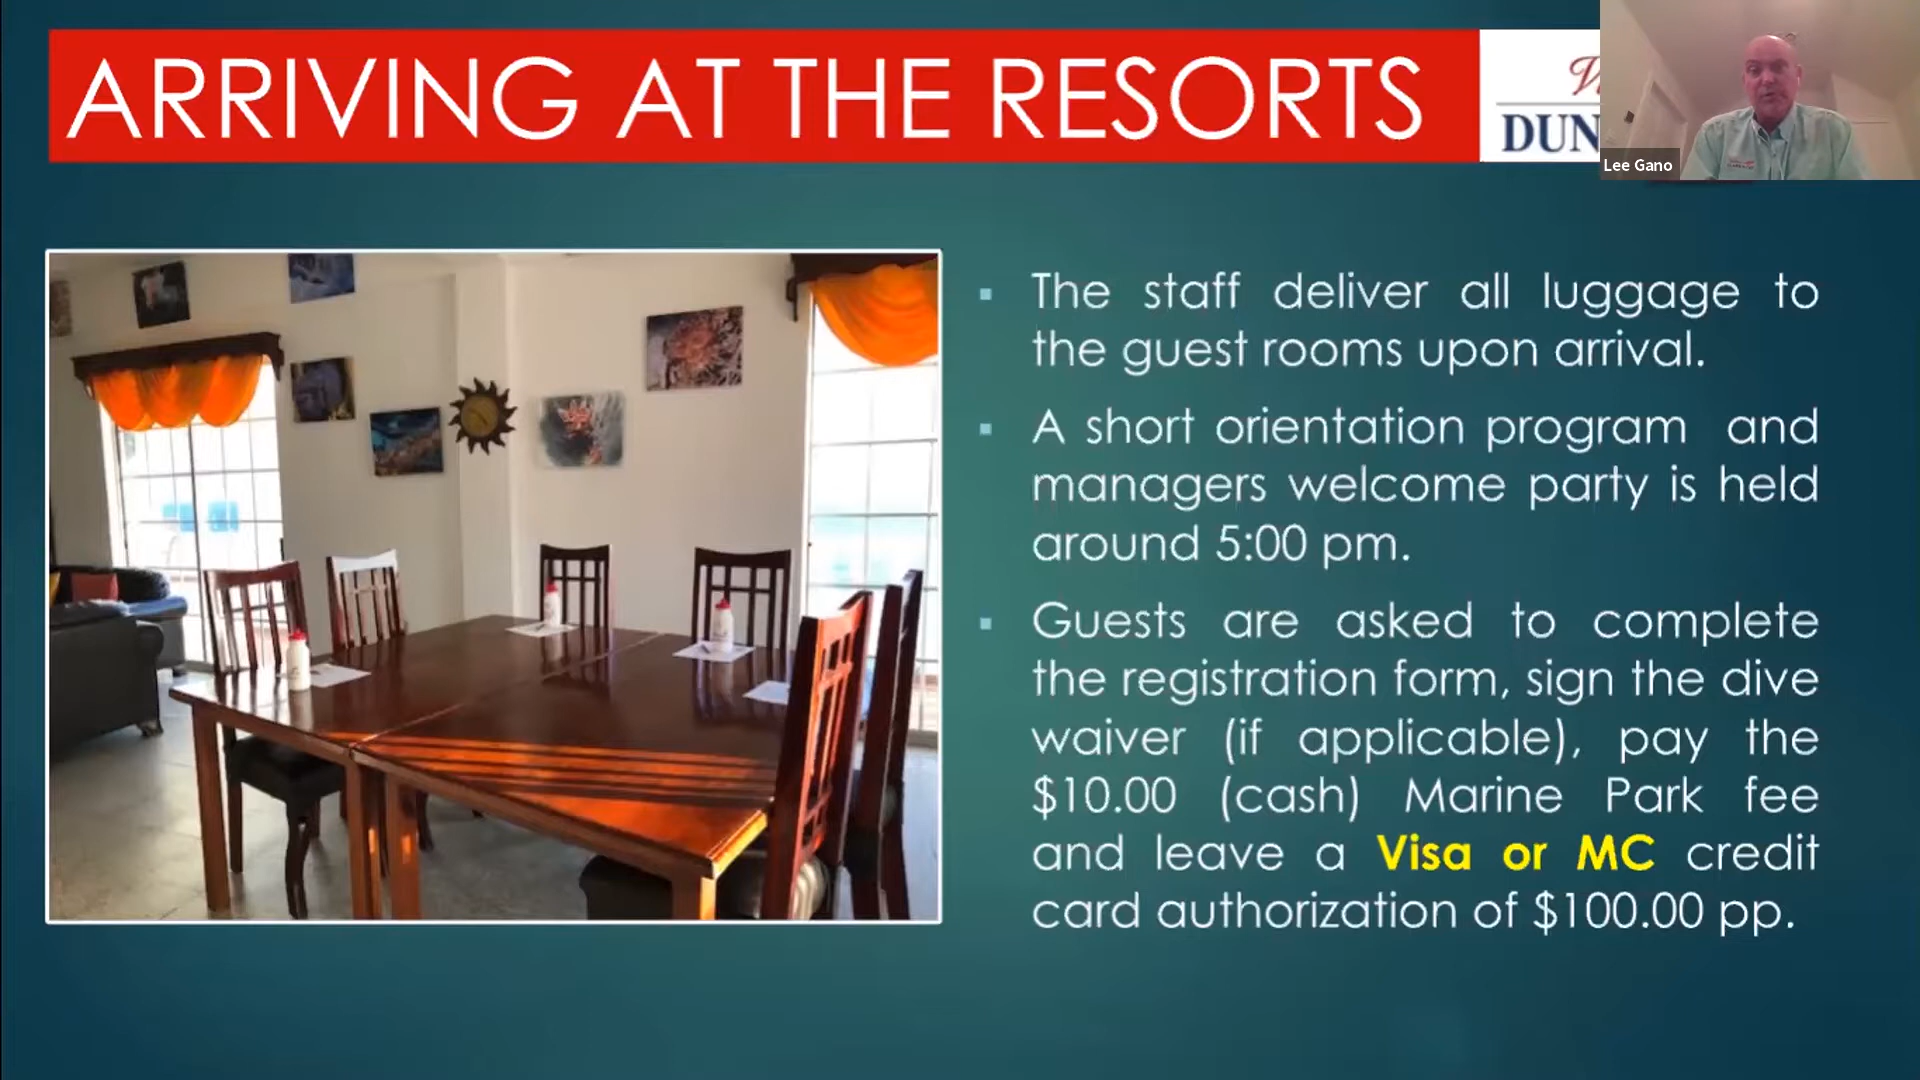 ARRIVING AT THE RESORTS
DUN
Lee Gano
The staff deliver all luggage to
the guest rooms upon arrival.
A short orientation program and
managers welcome party is held
around 5:00 pm.
Guests are asked to complete
the registration form, sign the dive
waiver (if applicable), pay the
$10.00 (cash) Marine Park fee
and leave a Visa or MC credit
card authorization of $100.00 pp.